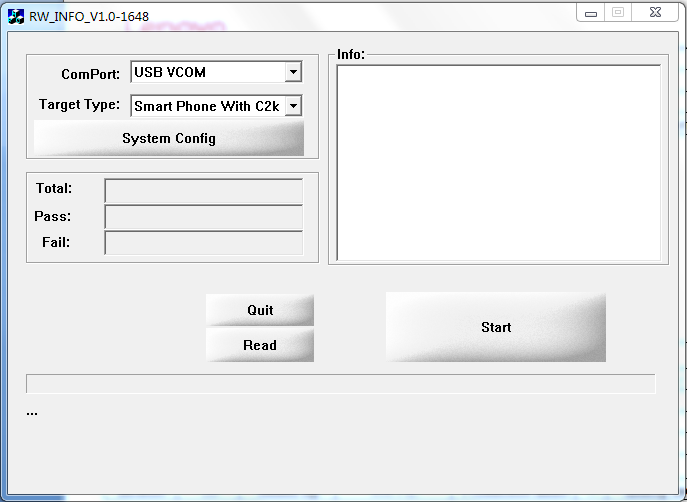 RW_INFO_V1.0-1648
ComPort: USB VCOM
Target Type: Smart Phone With C2k
System Config
Total:
Pass:
Fail:
Info:
Quit
Read
Start
...